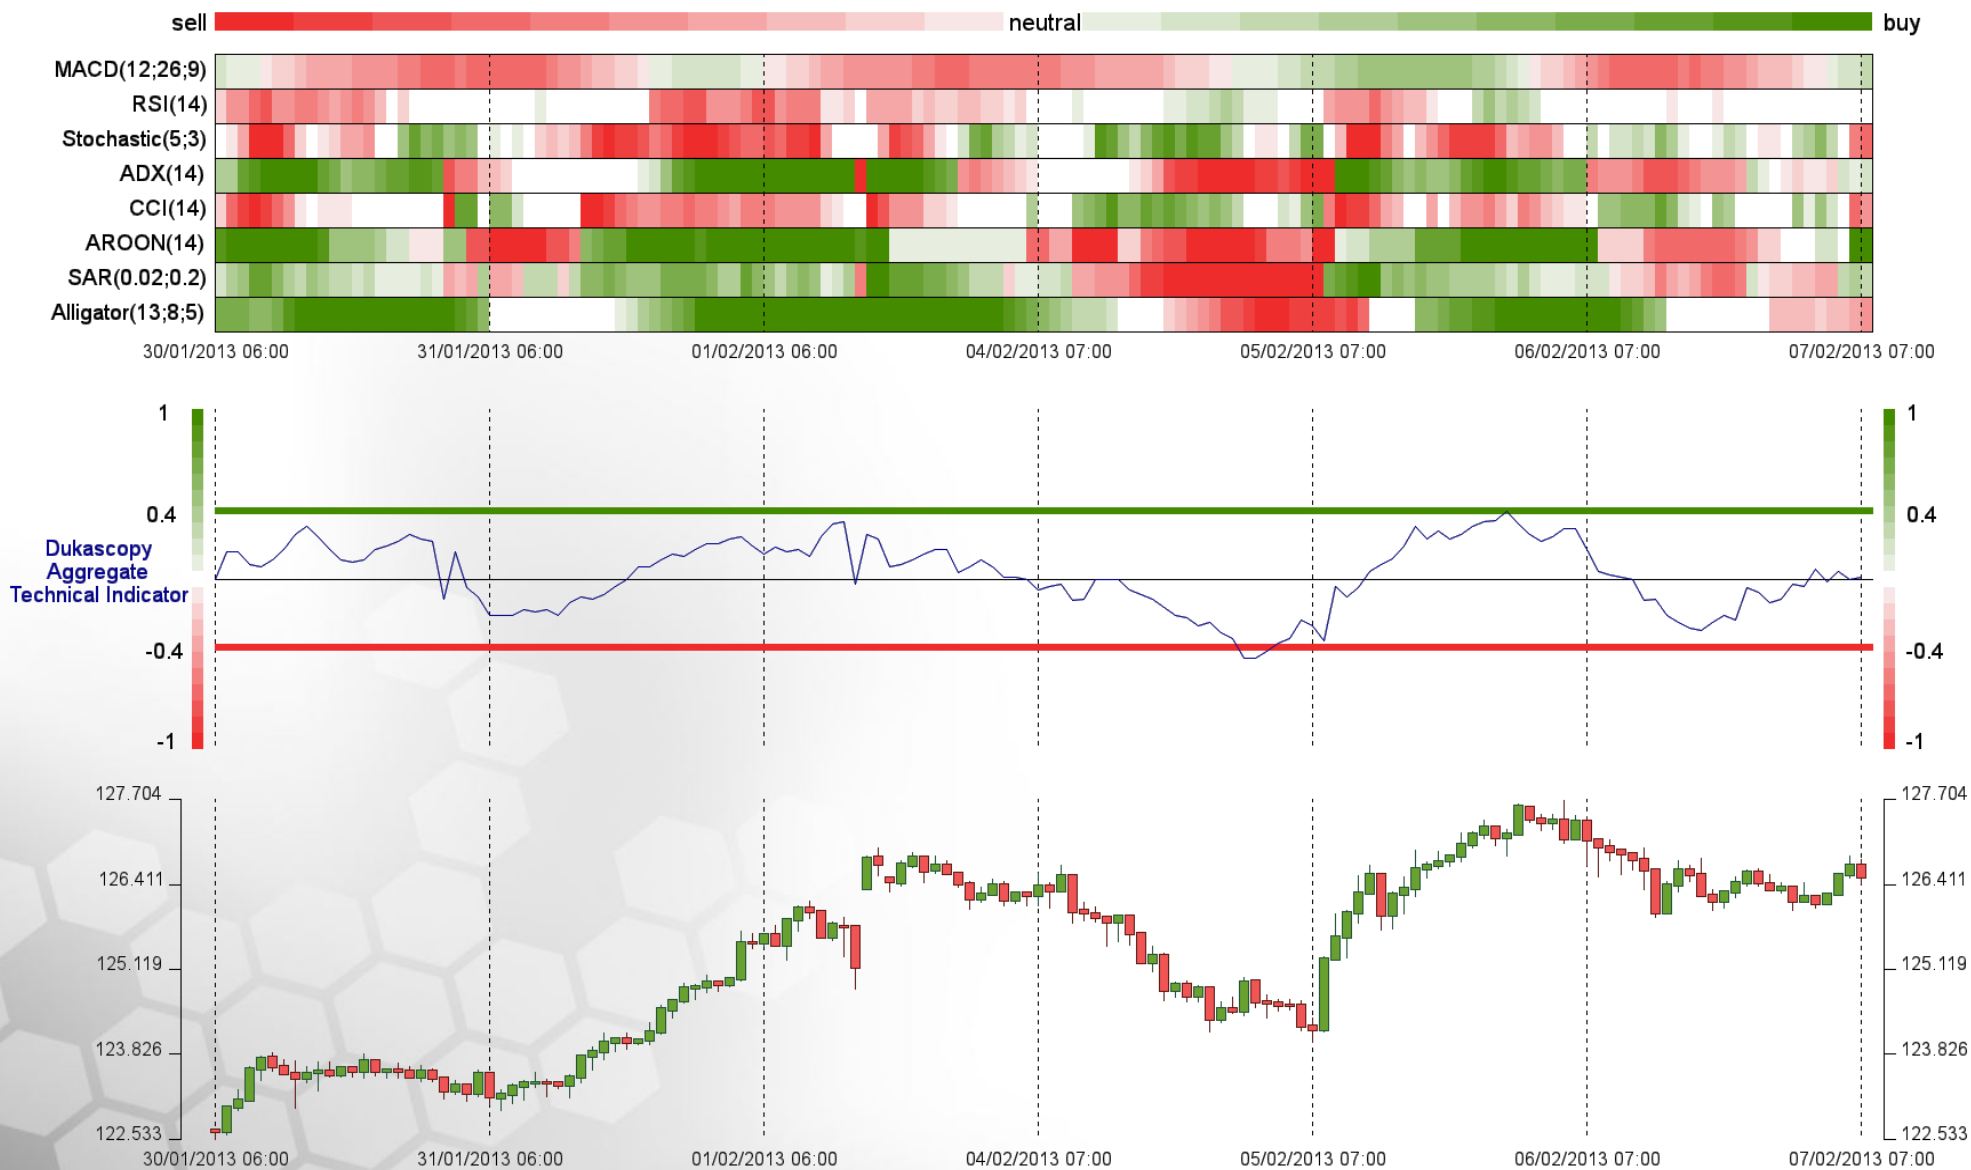 sell neutral buy
MACD(12;26;9)
RSI(14)
Stochastic(5;3)
ADX(14)
CCI(14)
AROON(14)
SAR(0.02;0.2)
Alligator(13;8;5)
30/01/2013 06:00 31/01/2013 06:00 01/02/2013 06:00 04/02/2013 07:00 05/02/2013 07:00 06/02/2013 07:00 07/02/2013 07:00
1 1
0.4 0.4
Dukascopy
Aggregate
Technical Indicator
-0.4 -0.4
-1 -1
127.704 127.704
126.411 126.411
125.119 125.119
123.826 123.826
122.533 122.533
30/01/2013 06:00 31/01/2013 06:00 01/02/2013 06:00 04/02/2013 07:00 05/02/2013 07:00 06/02/2013 07:00 07/02/2013 07:00